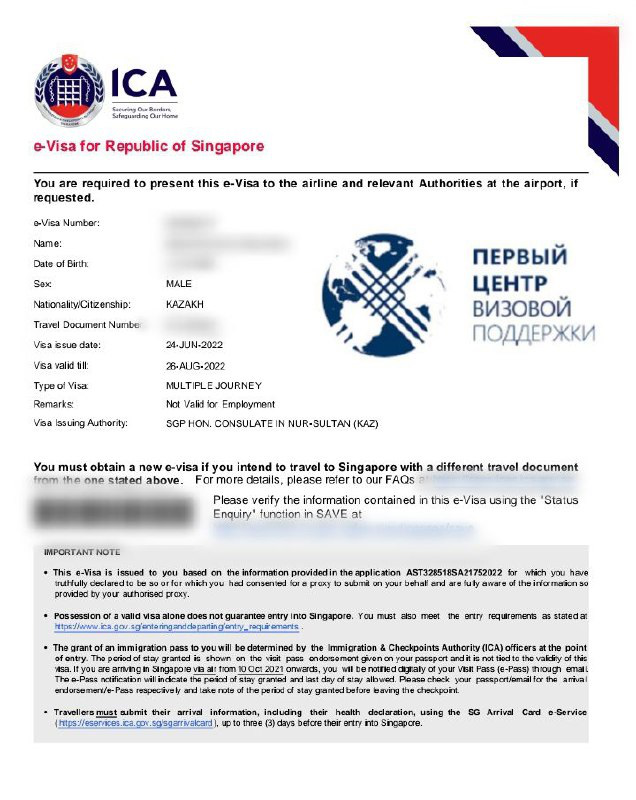 ICA
Securing Our Borders,
Safeguarding Our Home
e-Visa for Republic of Singapore
You are required to present this e-Visa to the airline and relevant Authorities at the airport, if
requested.
e-Visa Number:
Name:
Date of Birth:
Sex: MALE
Nationality/Citizenship: KAZAKH
Travel Document Number
Visa issue date: 24-JUN-2022
Visa valid till: 26-AUG-2022
Type of Visa: MULTIPLE JOURNEY
Remarks: Not Valid for Employment
Visa Issuing Authority: SGP HON. CONSULATE IN NUR-SULTAN (KAZ)
ПЕРВЫЙ
ЦЕНТР
ВИЗОВОЙ
ПОДДЕРЖКИ
You must obtain a new e-visa if you intend to travel to Singapore with a different travel document
from the one stated above. For more details, please refer to our FAQs
Please verify the information contained in this e-Visa using the "Status
Enquiry" function in SAVE at
IMPORTANT NOTE
• This e-Visa is issued to you based on the information provided in the application AST328518SA21752022 for which you have
truthfully declared to be so or for which you had consented for a proxy to submit on your behalf and are fully aware of the information so
provided by your authorised proxy.
• Possession of a valid visa alone does not guarantee entry into Singapore. You must also meet the entry requirements as stated at
https://www.ica.gov.sg/enteringanddeparting/entry_requirements .
• The grant of an immigration pass to you will be determined by the Immigration & Checkpoints Authority (ICA) officers at the point
of entry. The period of stay granted is shown on the visit pass endorsement given on your passport and it is not tied to the validity of this
visa. If you are arriving in Singapore via air from 10 Oct 2021 onwards, you will be notified digitally of your Visit Pass (e-Pass) through email.
The e-Pass notification will indicate the period of stay granted and last day of stay allowed. Please check your passport/email for the arrival
endorsement/e-Pass respectively and take note of the period of stay granted before leaving the checkpoint.
• Travellers must submit their arrival information, including their health declaration, using the SG Arrival Card e-Service
(https://eservices.ica.gov.sg/sgarrivalcard), up to three (3) days before their entry into Singapore.